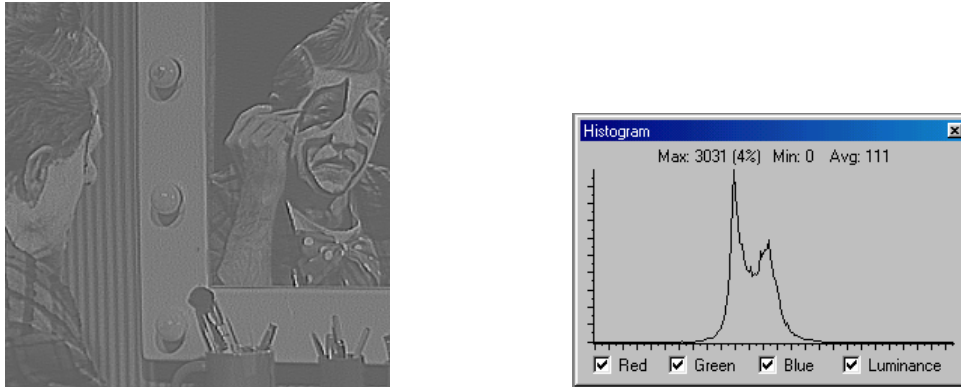 Histogram
Max: 3031 (4%) Min: 0 Avg: 111
Red Green Blue Luminance